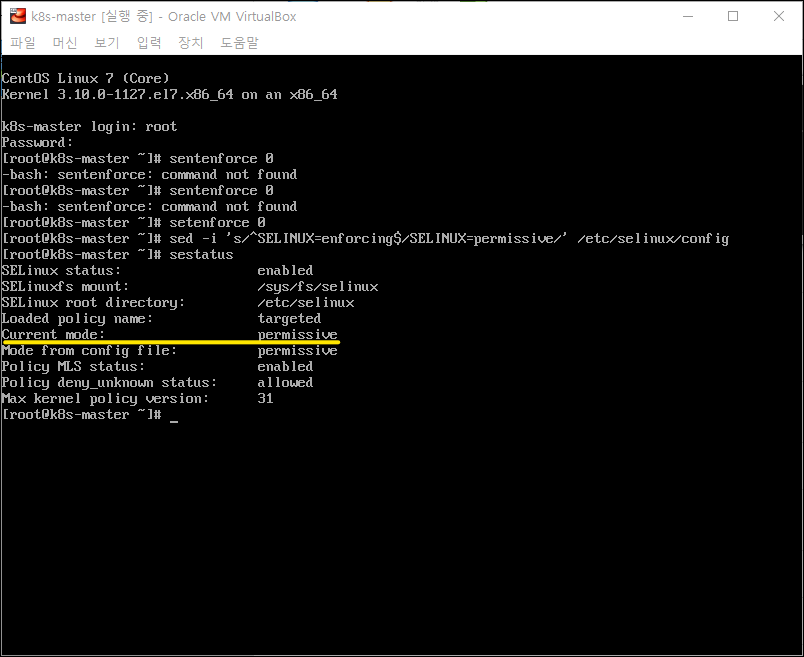 k8s-master [실행 중] - Oracle VM VirtualBox
파일 머신 보기 입력 장치 도움말
CentOS Linux 7 (Core)
Kernel 3.10.0-1127.el7.x86_64 on an x86_64
k8s-master login: root
Password:
[root@k8s-master ~]# sentenforce 0
-bash: sentenforce: command not found
[root@k8s-master ~]# sentenforce 0
-bash: sentenforce: command not found
[root@k8s-master ~]# setenforce 0
[root@k8s-master ~]# sed -i 's/^SELINUX=enforcing$/SELINUX=permissive/' /etc/selinux/config
[root@k8s-master ~]# sestatus
SELinux status: enabled
SELinuxfs mount: /sys/fs/selinux
SELinux root directory: /etc/selinux
Loaded policy name: targeted
Current mode: permissive
Mode from config file: permissive
Policy MLS status: enabled
Policy deny_unknown status: allowed
Max kernel policy version: 31
[root@k8s-master ~]# _